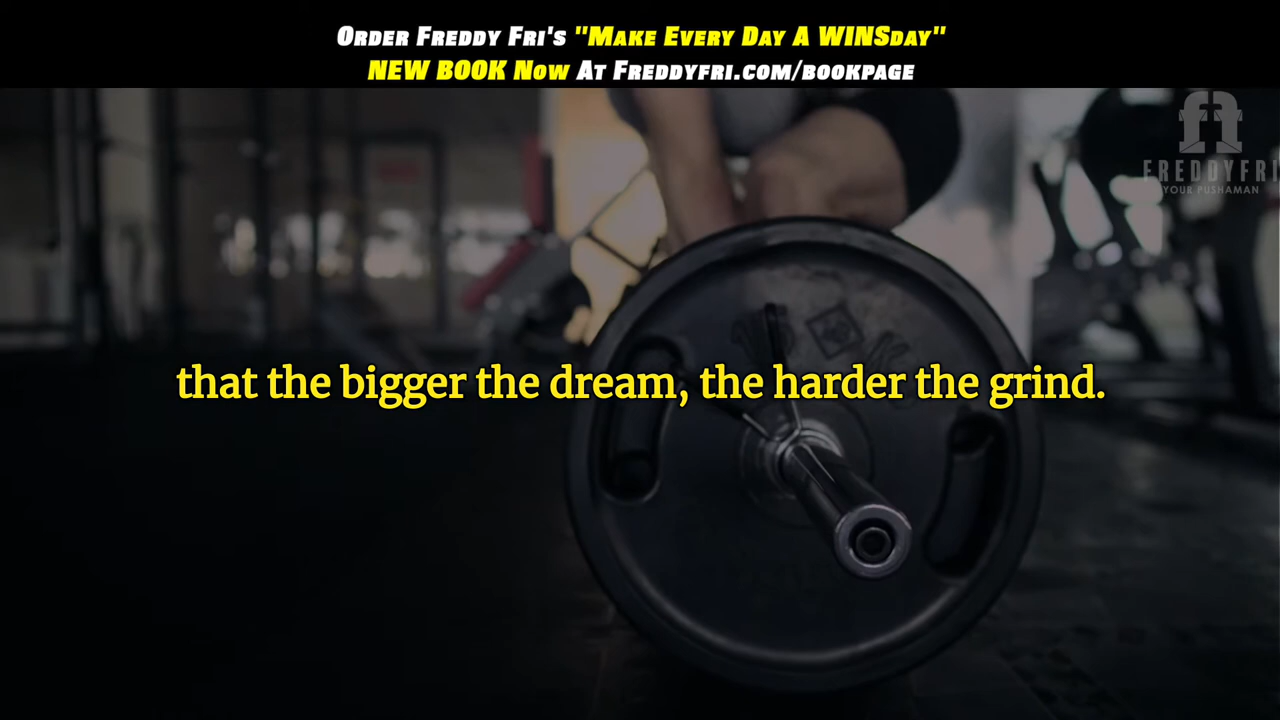 Order Freddy Fri's "Make Every Day A WINSday"
NEW BOOK Now At Freddyfri.com/bookpage
FREDDYFRI
YOUR PUSHAMAN
that the bigger the dream, the harder the grind.